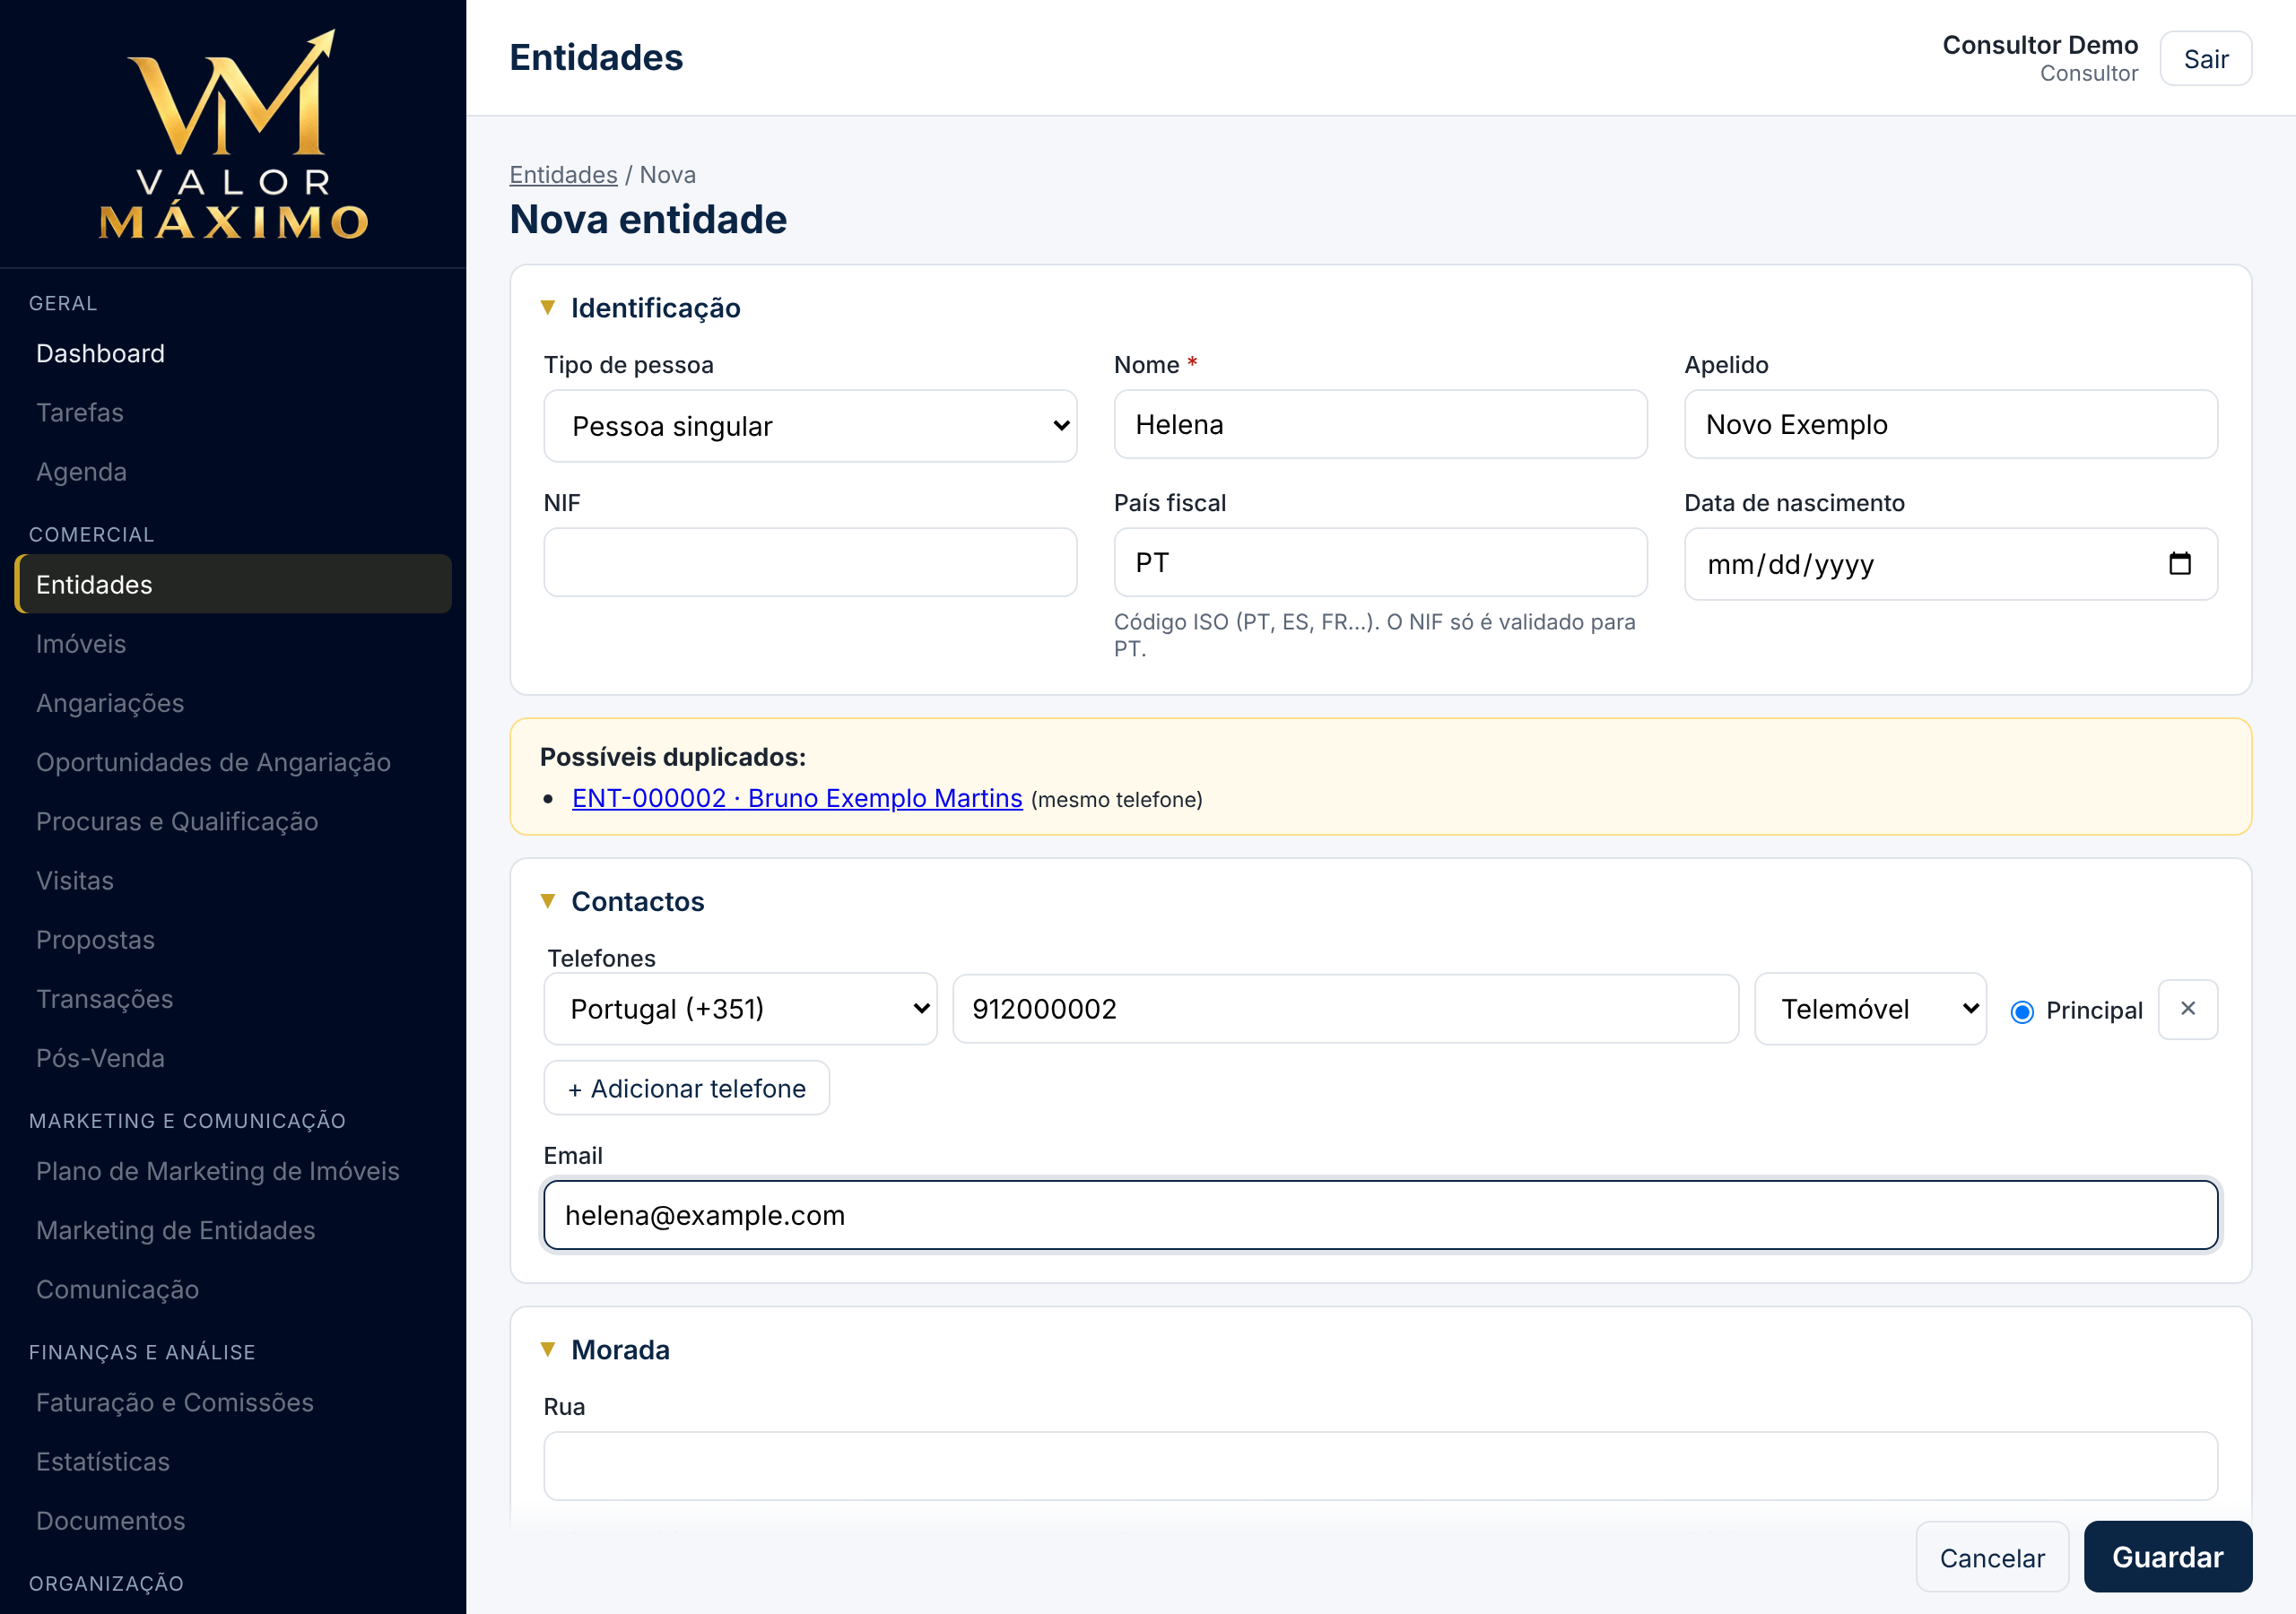 VM
VALOR
MÁXIMO
GERAL
Dashboard
Tarefas
Agenda
COMERCIAL
Entidades
Imóveis
Angariações
Oportunidades de Angariação
Procuras e Qualificação
Visitas
Propostas
Transações
Pós-Venda
MARKETING E COMUNICAÇÃO
Plano de Marketing de Imóveis
Marketing de Entidades
Comunicação
FINANÇAS E ANÁLISE
Faturação e Comissões
Estatísticas
Documentos
ORGANIZAÇÃO
Entidades
Consultor Demo
Consultor
Sair
Entidades / Nova
Nova entidade
▼ Identificação
Tipo de pessoa
Pessoa singular
Nome *
Helena
Apelido
Novo Exemplo
NIF
País fiscal
PT
Código ISO (PT, ES, FR…). O NIF só é validado para
PT.
Data de nascimento
mm/dd/yyyy
Possíveis duplicados:
• ENT-000002 · Bruno Exemplo Martins (mesmo telefone)
▼ Contactos
Telefones
Portugal (+351)
912000002
Telemóvel
Principal
×
+ Adicionar telefone
Email
helena@example.com
▼ Morada
Rua
Cancelar
Guardar